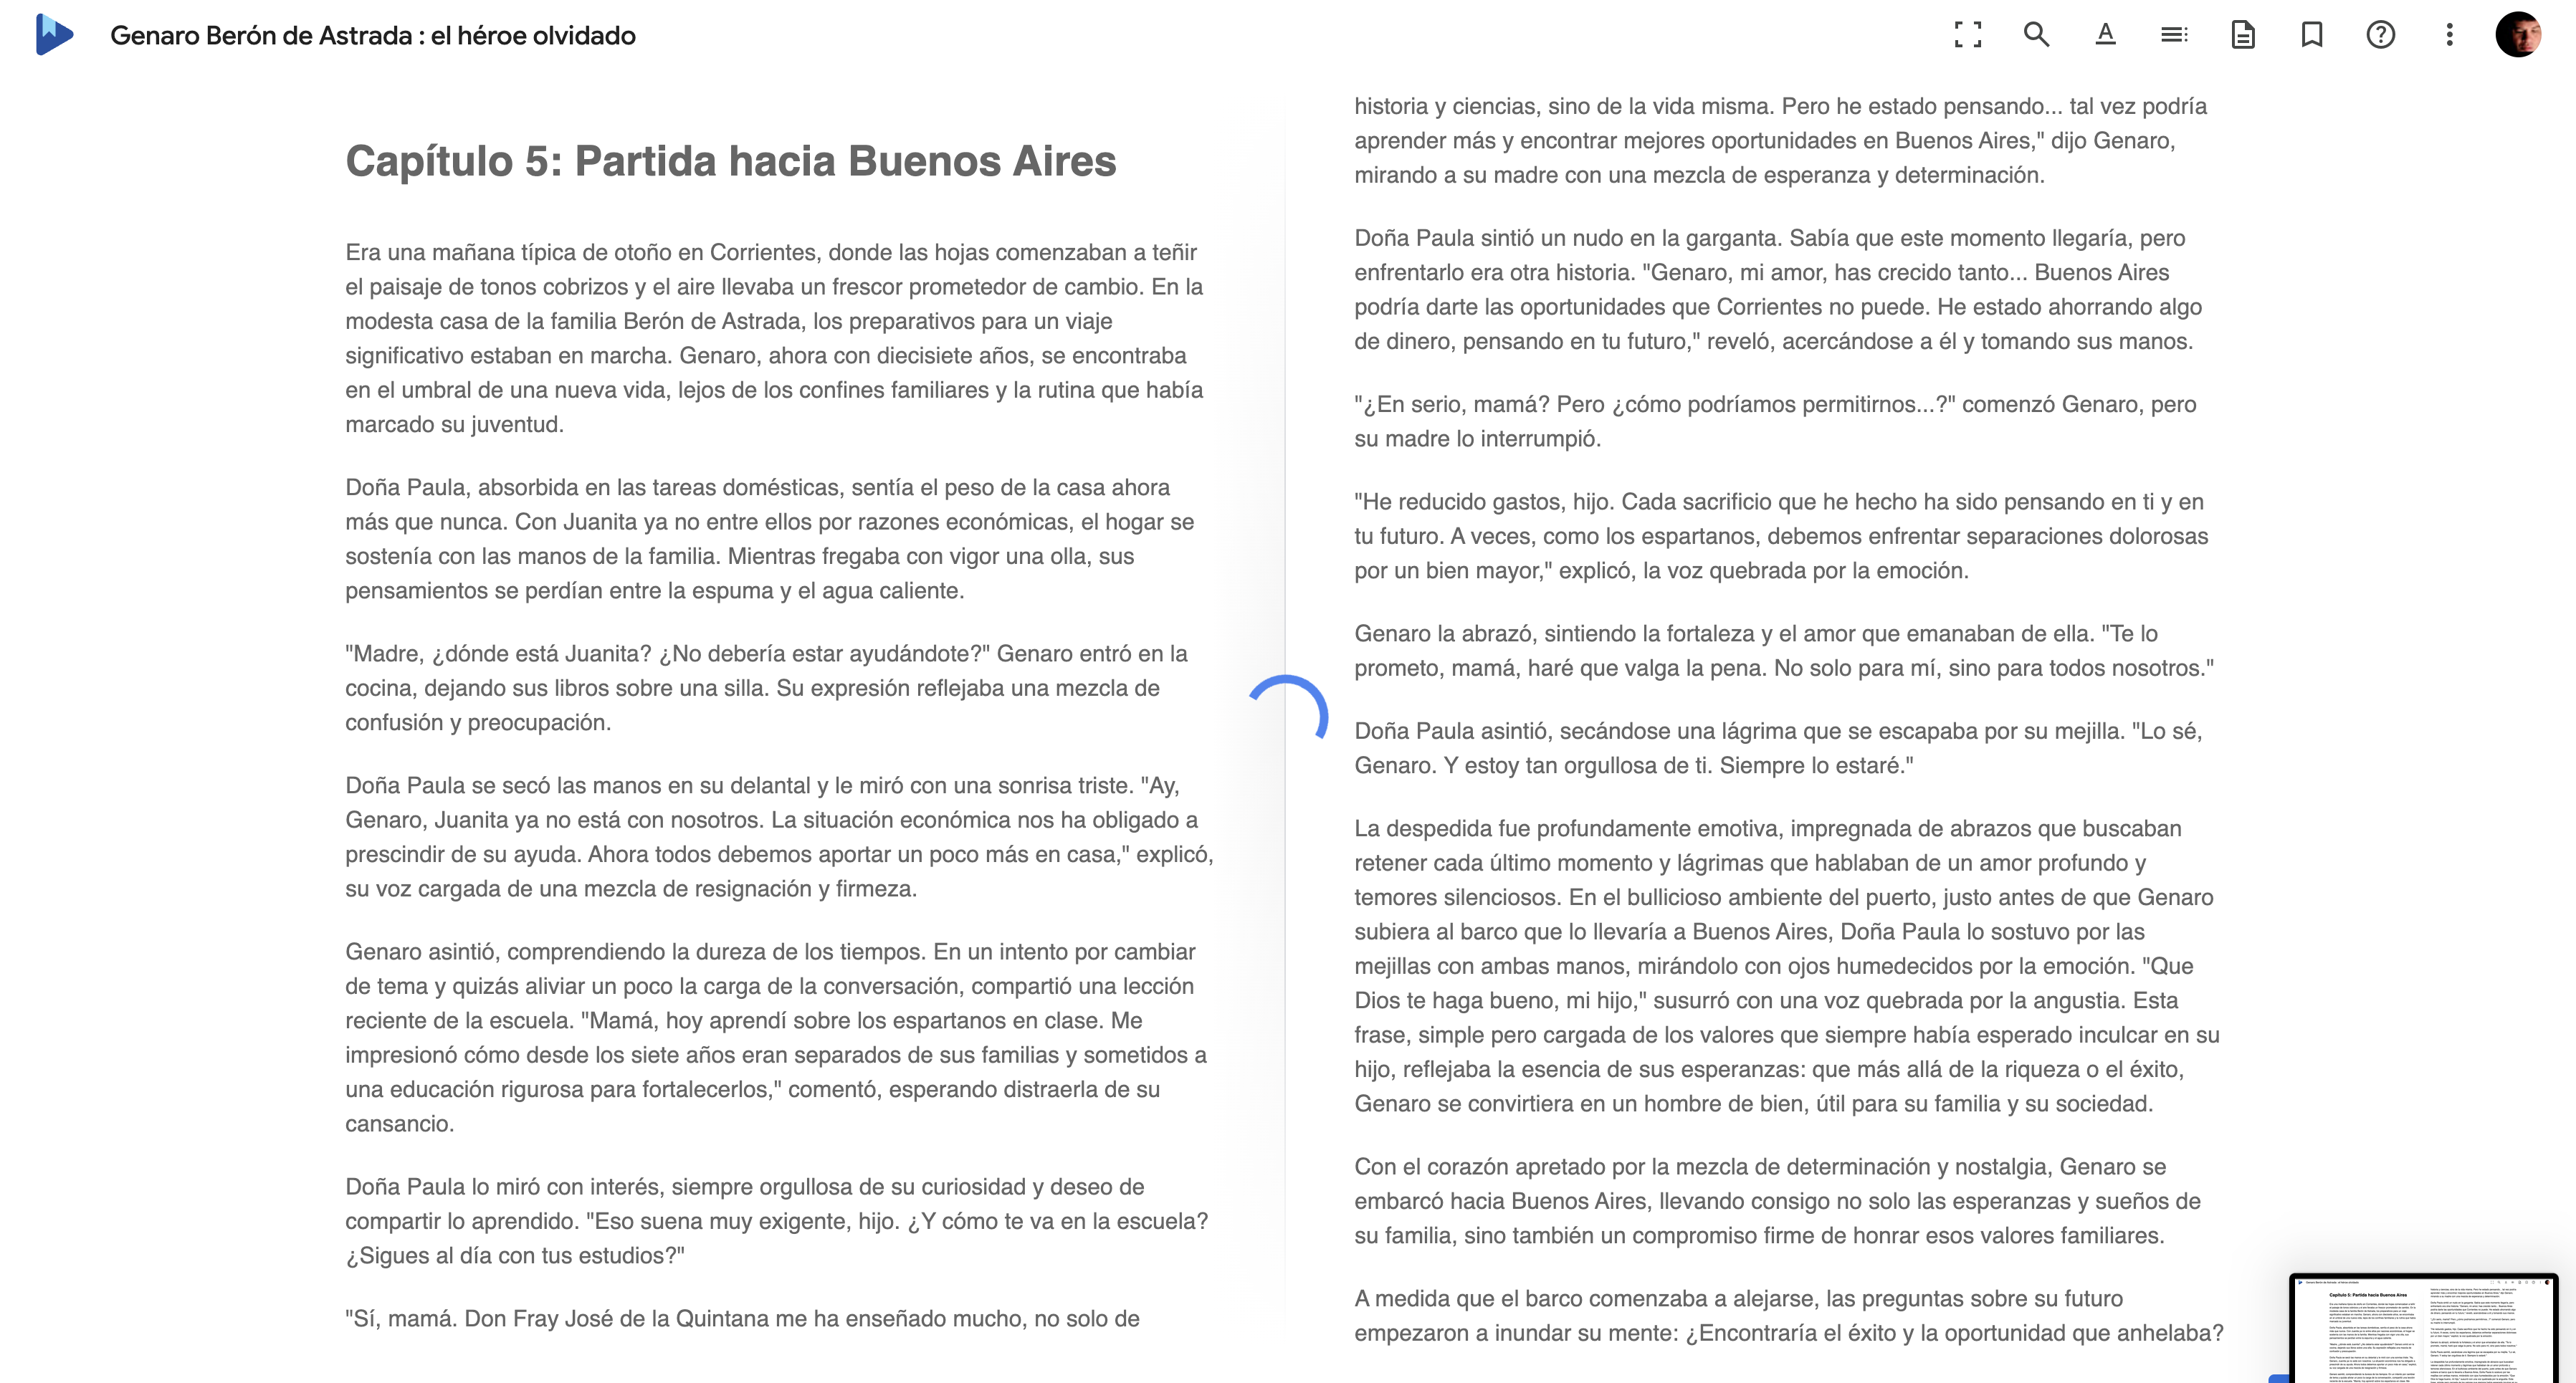 Genaro Berón de Astrada : el héroe olvidado
Capítulo 5: Partida hacia Buenos Aires
Era una mañana típica de otoño en Corrientes, donde las hojas comenzaban a teñir
el paisaje de tonos cobrizos y el aire llevaba un frescor prometedor de cambio. En la
modesta casa de la familia Berón de Astrada, los preparativos para un viaje
significativo estaban en marcha. Genaro, ahora con diecisiete años, se encontraba
en el umbral de una nueva vida, lejos de los confines familiares y la rutina que había
marcado su juventud.
Doña Paula, absorbida en las tareas domésticas, sentía el peso de la casa ahora
más que nunca. Con Juanita ya no entre ellos por razones económicas, el hogar se
sostenía con las manos de la familia. Mientras fregaba con vigor una olla, sus
pensamientos se perdían entre la espuma y el agua caliente.
"Madre, ¿dónde está Juanita? ¿No debería estar ayudándote?" Genaro entró en la
cocina, dejando sus libros sobre una silla. Su expresión reflejaba una mezcla de
confusión y preocupación.
Doña Paula se secó las manos en su delantal y le miró con una sonrisa triste. "Ay,
Genaro, Juanita ya no está con nosotros. La situación económica nos ha obligado a
prescindir de su ayuda. Ahora todos debemos aportar un poco más en casa," explicó,
su voz cargada de una mezcla de resignación y firmeza.
Genaro asintió, comprendiendo la dureza de los tiempos. En un intento por cambiar
de tema y quizás aliviar un poco la carga de la conversación, compartió una lección
reciente de la escuela. "Mamá, hoy aprendí sobre los espartanos en clase. Me
impresionó cómo desde los siete años eran separados de sus familias y sometidos a
una educación rigurosa para fortalecerlos," comentó, esperando distraerla de su
cansancio.
Doña Paula lo miró con interés, siempre orgullosa de su curiosidad y deseo de
compartir lo aprendido. "Eso suena muy exigente, hijo. ¿Y cómo te va en la escuela?
¿Sigues al día con tus estudios?"
"Sí, mamá. Don Fray José de la Quintana me ha enseñado mucho, no solo de
historia y ciencias, sino de la vida misma. Pero he estado pensando... tal vez podría
aprender más y encontrar mejores oportunidades en Buenos Aires," dijo Genaro,
mirando a su madre con una mezcla de esperanza y determinación.
Doña Paula sintió un nudo en la garganta. Sabía que este momento llegaría, pero
enfrentarlo era otra historia. "Genaro, mi amor, has crecido tanto... Buenos Aires
podría darte las oportunidades que Corrientes no puede. He estado ahorrando algo
de dinero, pensando en tu futuro," reveló, acercándose a él y tomando sus manos.
"¿En serio, mamá? Pero ¿cómo podríamos permitirnos...?" comenzó Genaro, pero
su madre lo interrumpió.
"He reducido gastos, hijo. Cada sacrificio que he hecho ha sido pensando en ti y en
tu futuro. A veces, como los espartanos, debemos enfrentar separaciones dolorosas
por un bien mayor," explicó, la voz quebrada por la emoción.
Genaro la abrazó, sintiendo la fortaleza y el amor que emanaban de ella. "Te lo
prometo, mamá, haré que valga la pena. No solo para mí, sino para todos nosotros."
Doña Paula asintió, secándose una lágrima que se escapaba por su mejilla. "Lo sé,
Genaro. Y estoy tan orgullosa de ti. Siempre lo estaré."
La despedida fue profundamente emotiva, impregnada de abrazos que buscaban
retener cada último momento y lágrimas que hablaban de un amor profundo y
temores silenciosos. En el bullicioso ambiente del puerto, justo antes de que Genaro
subiera al barco que lo llevaría a Buenos Aires, Doña Paula lo sostuvo por las
mejillas con ambas manos, mirándolo con ojos humedecidos por la emoción. "Que
Dios te haga bueno, mi hijo," susurró con una voz quebrada por la angustia. Esta
frase, simple pero cargada de los valores que siempre había esperado inculcar en su
hijo, reflejaba la esencia de sus esperanzas: que más allá de la riqueza o el éxito,
Genaro se convirtiera en un hombre de bien, útil para su familia y su sociedad.
Con el corazón apretado por la mezcla de determinación y nostalgia, Genaro se
embarcó hacia Buenos Aires, llevando consigo no solo las esperanzas y sueños de
su familia, sino también un compromiso firme de honrar esos valores familiares.
A medida que el barco comenzaba a alejarse, las preguntas sobre su futuro
empezaron a inundar su mente: ¿Encontraría el éxito y la oportunidad que anhelaba?
Capítulo 5: Partida hacia Buenos Aires